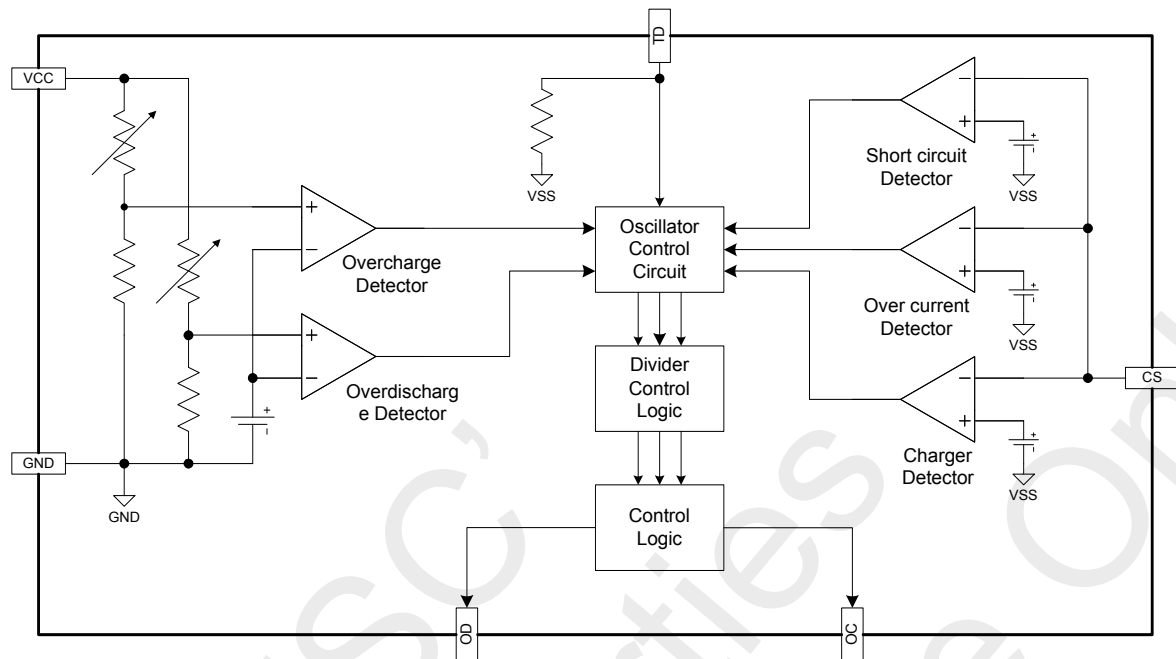 TD
VCC
VSS
Short circuit
Detector
VSS
Oscillator
Control
Circuit
Overcharge
Detector
Over current
Detector
VSS
Divider
Control
Logic
Overdischarg
e Detector
CS
GND
GND
Charger
Detector
VSS
Control
Logic
OD
OC